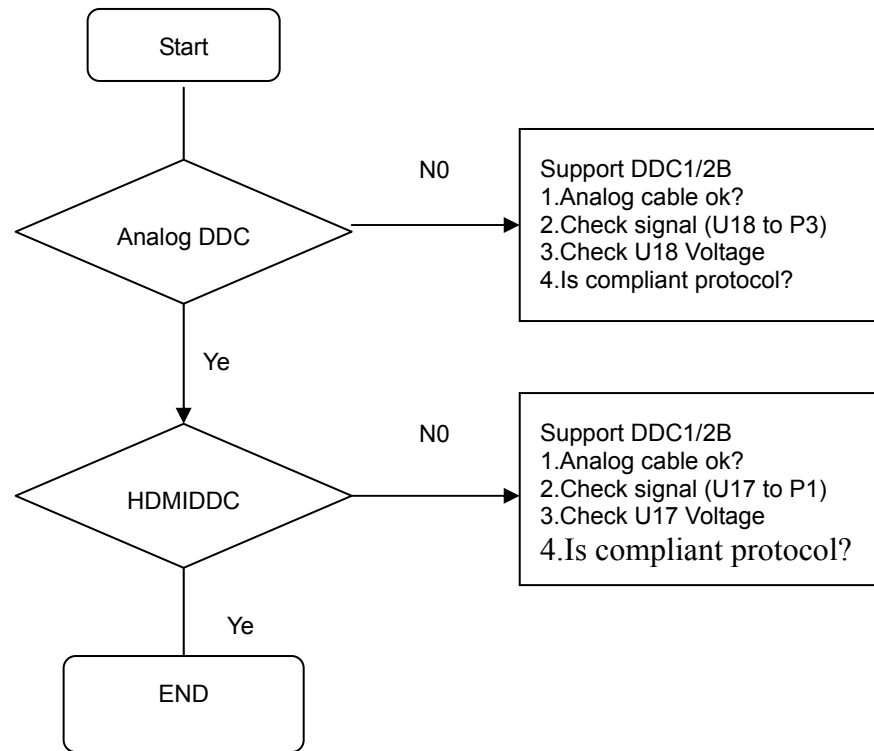 Start
N0
Support DDC1/2B
1.Analog cable ok?
2.Check signal (U18 to P3)
3.Check U18 Voltage
4.Is compliant protocol?
Analog DDC
Ye
N0
Support DDC1/2B
1.Analog cable ok?
2.Check signal (U17 to P1)
3.Check U17 Voltage
4.Is compliant protocol?
HDMIDDC
Ye
END